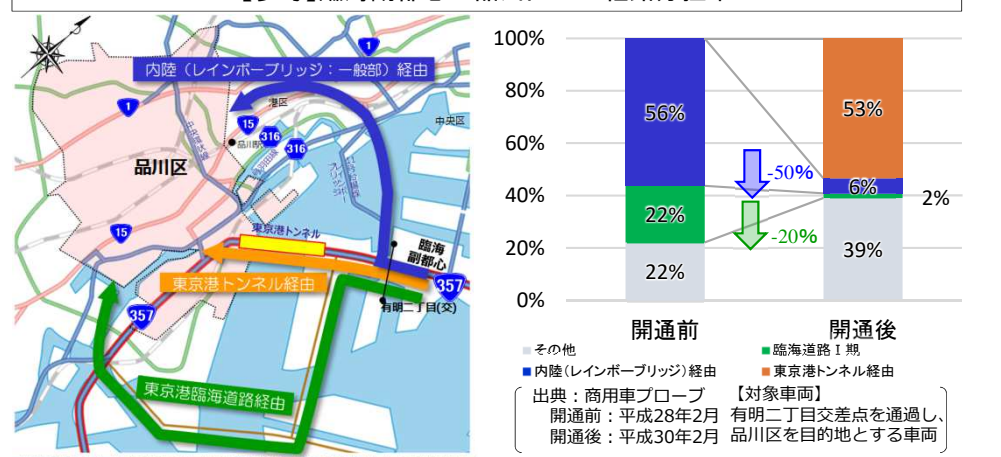 内陸（レインボーブリッジ：一般部）経由
1
1
港区
中央区
15
316
品川駅
316
品川区
15
東京港トンネル
臨海
副都心
東京港トンネル経由
357
有明二丁目(交)
357
東京港臨海道路経由
100%
80%
60%
40%
20%
0%
56%
22%
22%
-50%
-20%
53%
6%
2%
39%
開通前
開通後
その他
臨海道路Ⅰ期
内陸（レインボーブリッジ）経由
東京港トンネル経由
出典：商用車プローブ
開通前：平成28年2月
開通後：平成30年2月
【対象車両】
有明二丁目交差点を通過し、
品川区を目的地とする車両